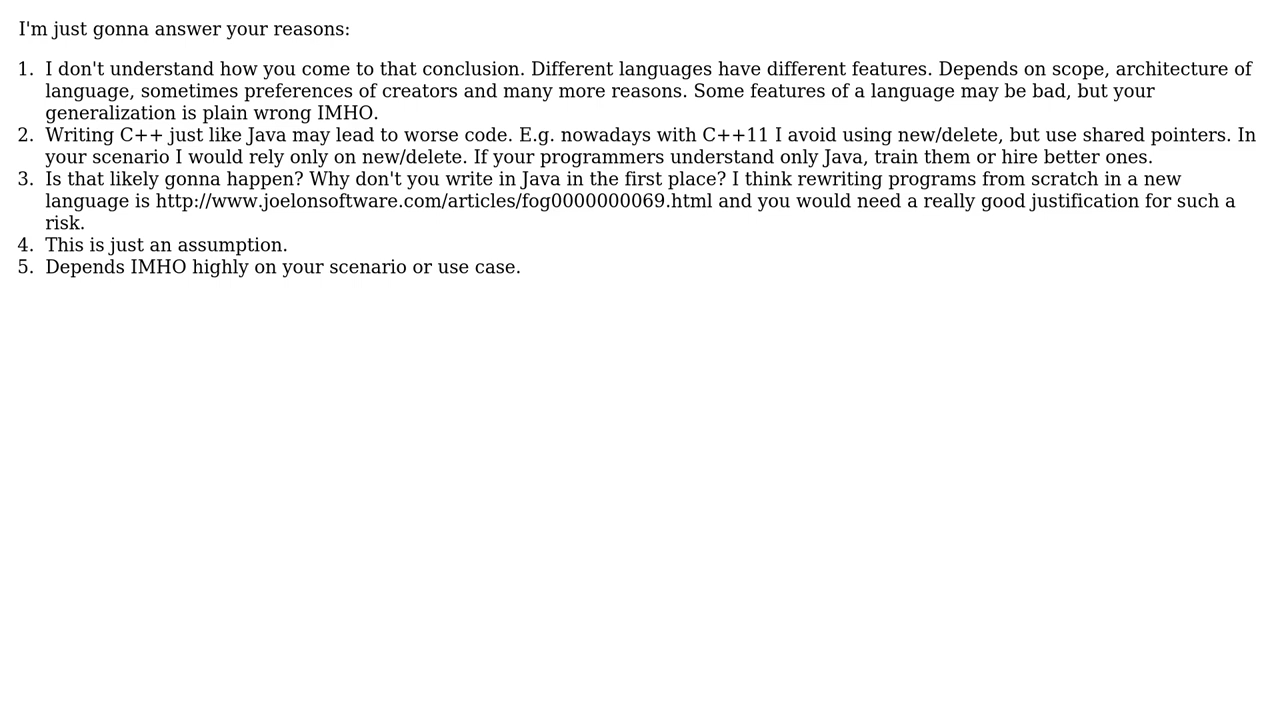 I'm just gonna answer your reasons:
1. I don't understand how you come to that conclusion. Different languages have different features. Depends on scope, architecture of
language, sometimes preferences of creators and many more reasons. Some features of a language may be bad, but your
generalization is plain wrong IMHO.
2. Writing C++ just like Java may lead to worse code. E.g. nowadays with C++11 I avoid using new/delete, but use shared pointers. In
your scenario I would rely only on new/delete. If your programmers understand only Java, train them or hire better ones.
3. Is that likely gonna happen? Why don't you write in Java in the first place? I think rewriting programs from scratch in a new
language is http://www.joelonsoftware.com/articles/fog0000000069.html and you would need a really good justification for such a
risk.
4. This is just an assumption.
5. Depends IMHO highly on your scenario or use case.